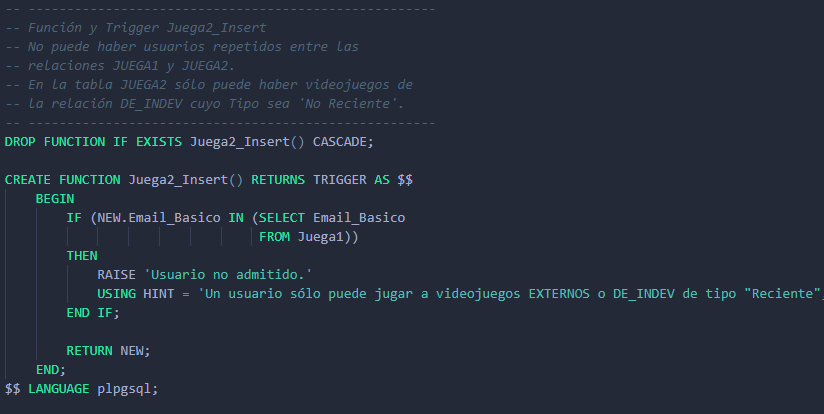 -- -----------------------------------------------------
-- Función y Trigger Juega2_Insert
-- No puede haber usuarios repetidos entre las
-- relaciones JUEGA1 y JUEGA2.
-- En la tabla JUEGA2 sólo puede haber videojuegos de
-- la relación DE_INDEV cuyo Tipo sea 'No Reciente'.
-- -----------------------------------------------------
DROP FUNCTION IF EXISTS Juega2_Insert() CASCADE;
CREATE FUNCTION Juega2_Insert() RETURNS TRIGGER AS $$
BEGIN
IF (NEW.Email_Basico IN (SELECT Email_Basico
FROM Juega1))
THEN
RAISE 'Usuario no admitido.'
USING HINT = 'Un usuario sólo puede jugar a videojuegos EXTERNOS o DE_INDEV de tipo "Reciente",
END IF;
RETURN NEW;
END;
$$ LANGUAGE plpgsql;